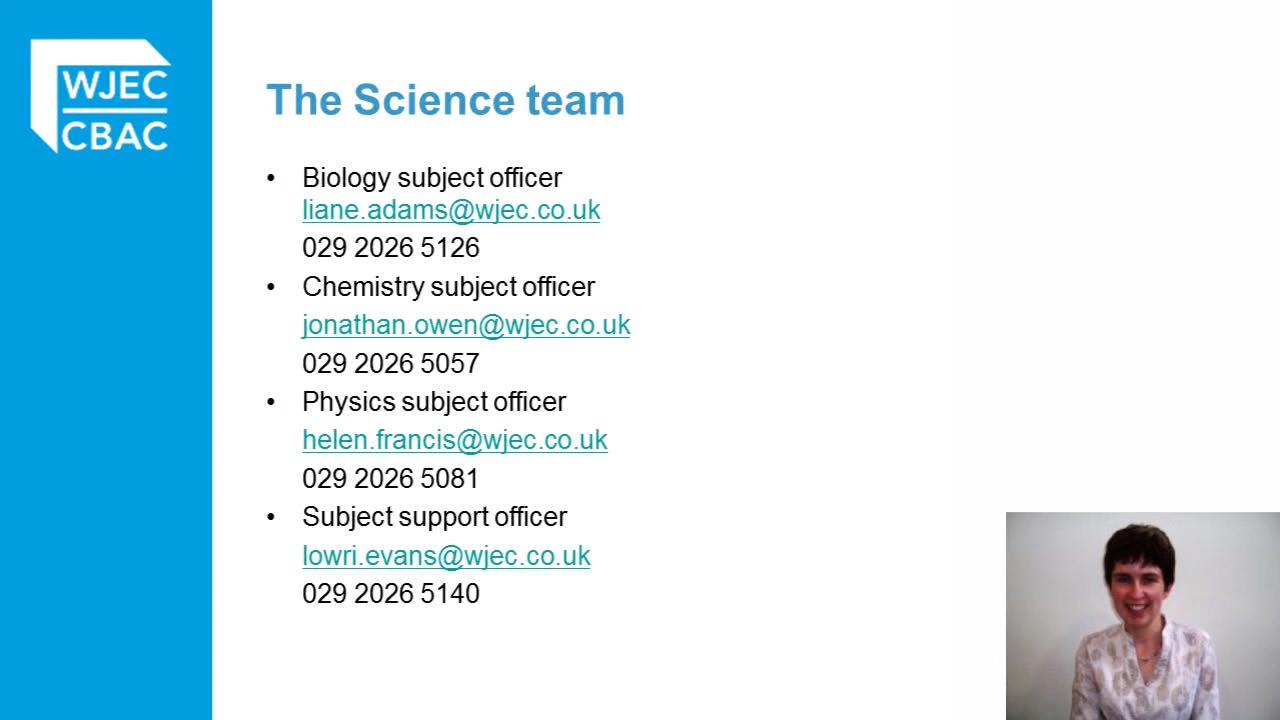 WJEC
CBAC
The Science team
• Biology subject officer
liane.adams@wjec.co.uk
029 2026 5126
• Chemistry subject officer
jonathan.owen@wjec.co.uk
029 2026 5057
• Physics subject officer
helen.francis@wjec.co.uk
029 2026 5081
• Subject support officer
lowri.evans@wjec.co.uk
029 2026 5140